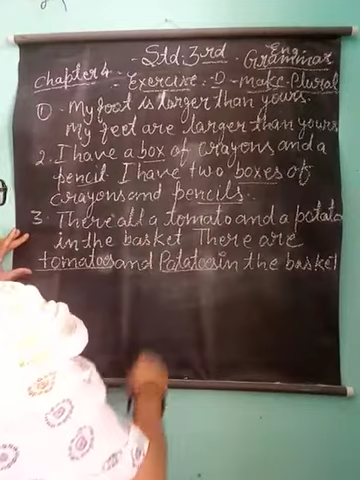 Std. 3rd Eng. Grammar
chapter 4 :- Exercise :- D - make Plural
1 . My foot is larger than yours.
My feet are larger than yours
2. I have a box of crayons and a
pencil I have two boxes of
crayons and pencils.
3 There all a tomato and a potato
in the basket There are
tomatoes and Potatoes in the basket